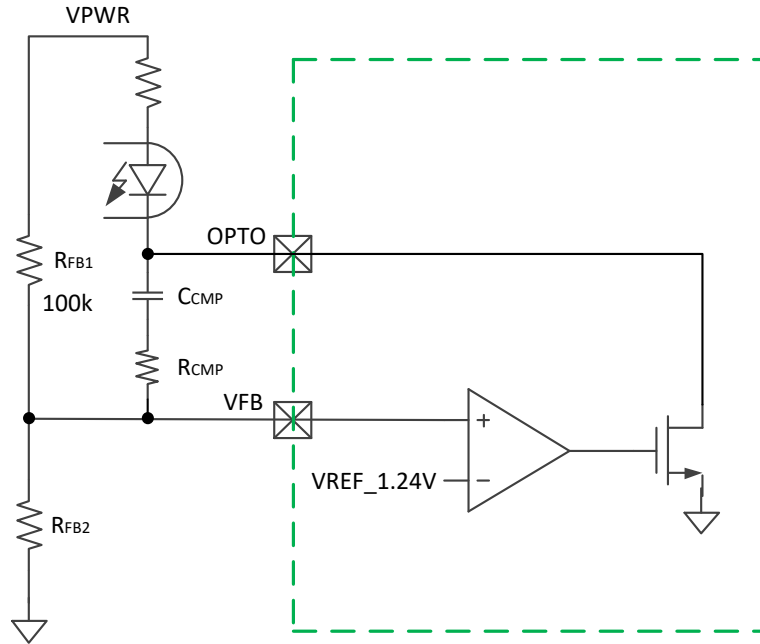 VPWR
OPTO
RFB1
100k
CCMP
RCMP
VFB
+
VREF_1.24V
−
RFB2